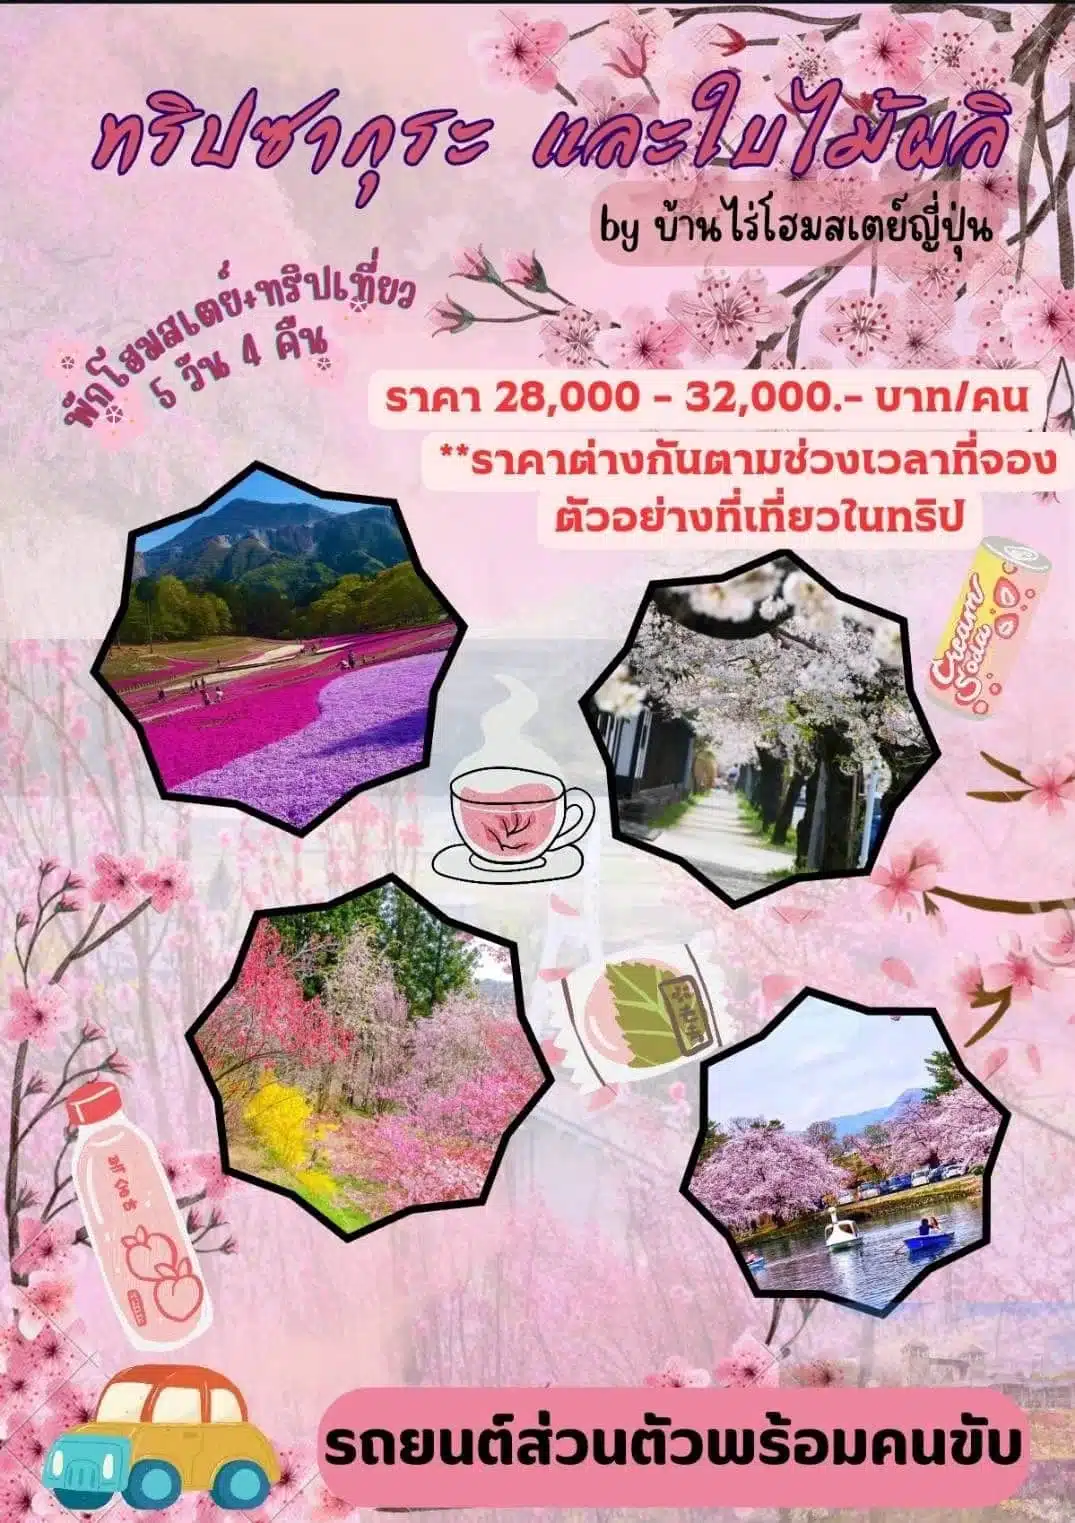 ทริปซากุระ และใบไม้ผลิ
by บ้านไร่โฮมสเตย์ญี่ปุ่น
พักโฮมสเตย์+ทริปเที่ยว
5 วัน 4 คืน
ราคา 28,000 - 32,000.- บาท/คน
**ราคาต่างกันตามช่วงเวลาที่จอง
ตัวอย่างที่เที่ยวในทริป
Cream
Soda
รถยนต์ส่วนตัวพร้อมคนขับ